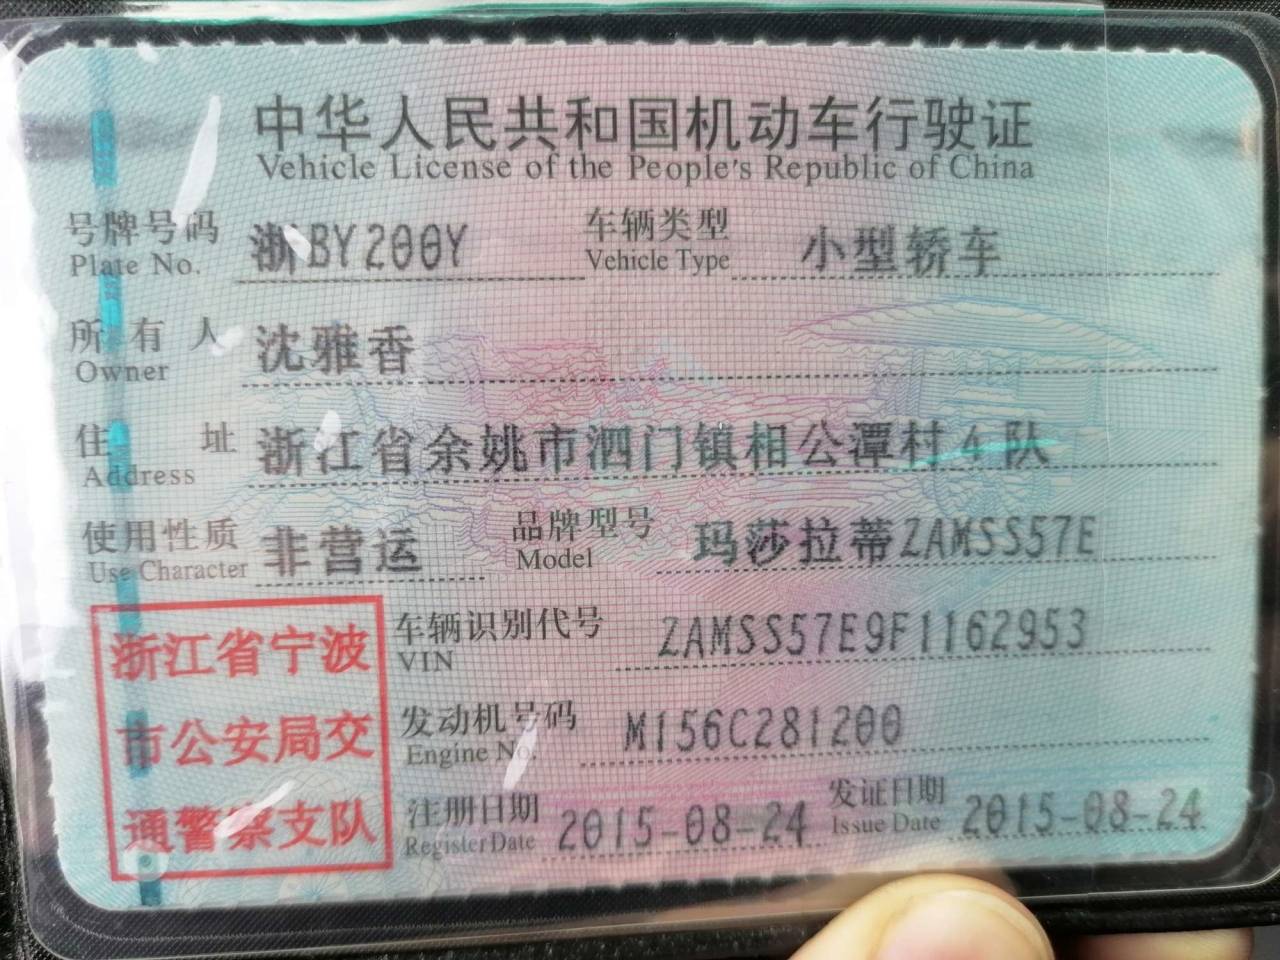 中华人民共和国机动车行驶证
Vehicle License of the People's Republic of China
号牌号码 浙BY200Y 车辆类型 小型轿车
Plate No. Vehicle Type
所有人 沈雅香
Owner
住址 浙江省余姚市泗门镇相公潭村4队
Address
使用性质 非营运 品牌型号 玛莎拉蒂ZAMSS57E
Use Character Model
浙江省宁波
市公安局交
通警察支队
车辆识别代号 ZAMSS57E9F1162953
VIN
发动机号码 M156C281200
Engine No.
注册日期 2015-08-24 发证日期 2015-08-24
Register Date Issue Date